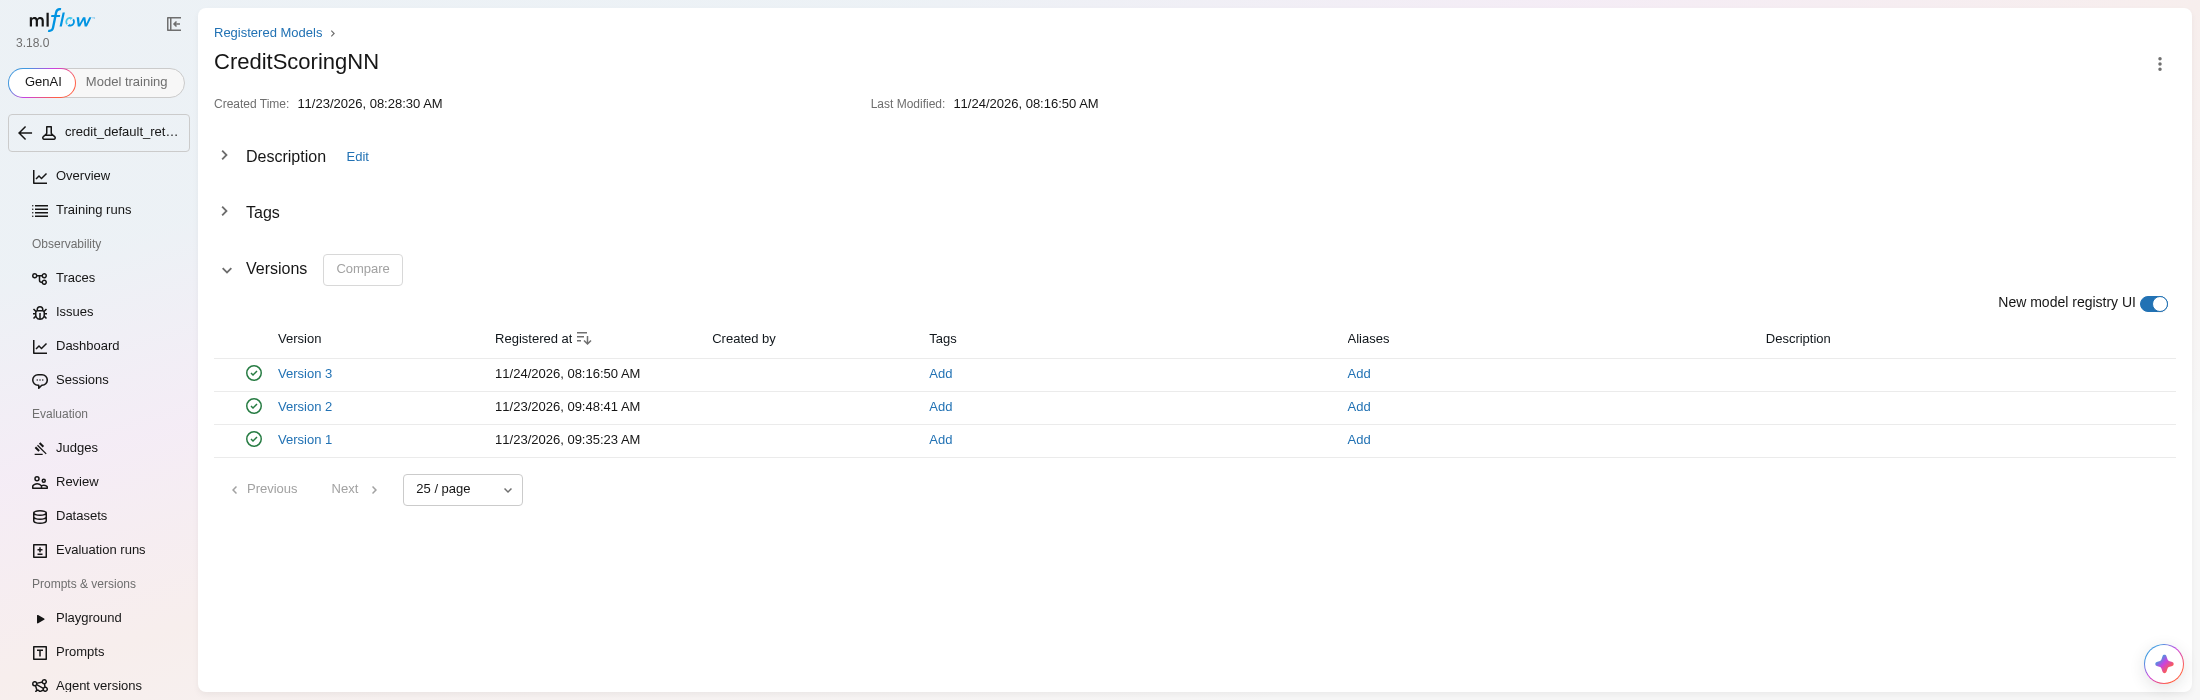 mlflow
3.18.0
GenAI Model training
credit_default_ret...
Overview
Training runs
Observability
Traces
Issues
Dashboard
Sessions
Evaluation
Judges
Review
Datasets
Evaluation runs
Prompts & versions
Playground
Prompts
Agent versions
Registered Models
CreditScoringNN
Created Time: 11/23/2026, 08:28:30 AM Last Modified: 11/24/2026, 08:16:50 AM
Description Edit
Tags
Versions Compare
New model registry UI
Version Registered at Created by Tags Aliases Description
Version 3 11/24/2026, 08:16:50 AM Add Add
Version 2 11/23/2026, 09:48:41 AM Add Add
Version 1 11/23/2026, 09:35:23 AM Add Add
Previous Next 25 / page